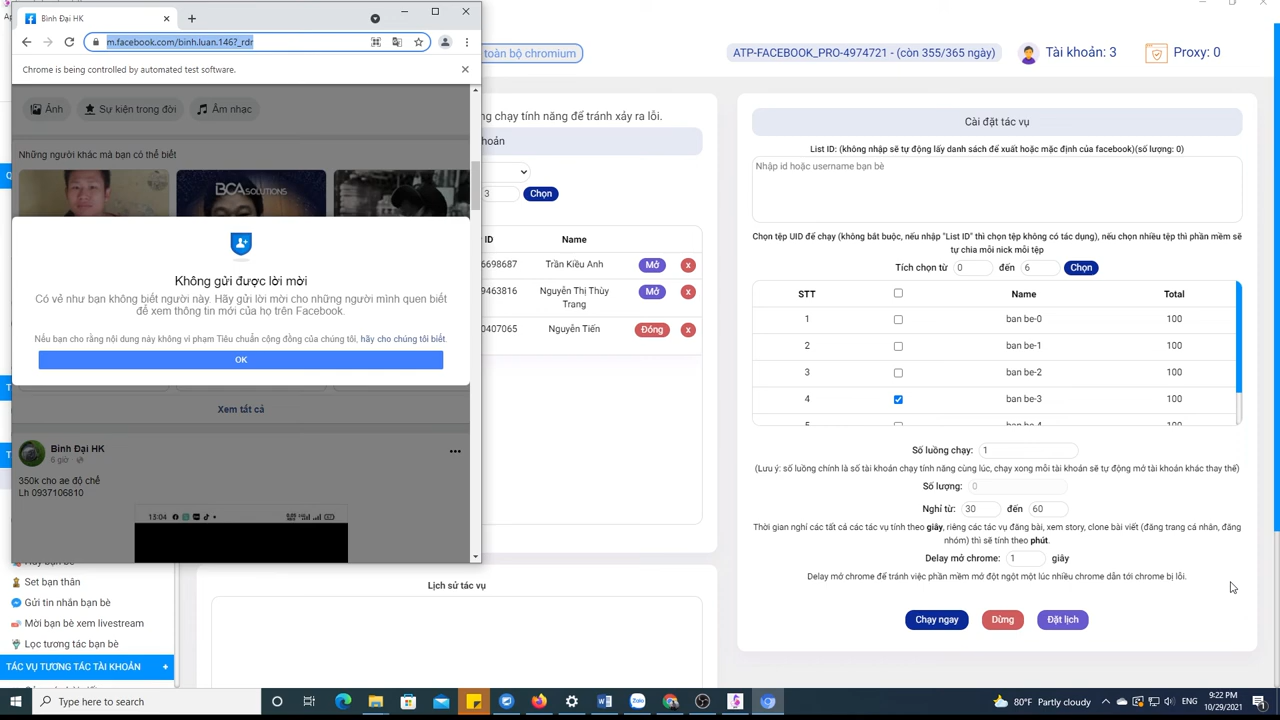 Bình Đại HK
m.facebook.com/binh.luan.146?_rdr
Chrome is being controlled by automated test software.
Ảnh
Sự kiện trong đời
Âm nhạc
Những người khác mà bạn có thể biết
BCA SOLUTIONS
Không gửi được lời mời
Có vẻ như bạn không biết người này. Hãy gửi lời mời cho những người mình quen biết
để xem thông tin mới của họ trên Facebook.
Nếu bạn cho rằng nội dung này không vi phạm Tiêu chuẩn cộng đồng của chúng tôi, hãy cho chúng tôi biết.
OK
Xem tất cả
Bình Đại HK
6 giờ
350k cho ae độ chế
Lh 0937106810
13:04
toàn bộ chromium
ATP-FACEBOOK_PRO-4974721 - (còn 355/365 ngày)
Tài khoản: 3
Proxy: 0
chạy tính năng để tránh xảy ra lỗi.
khoản
3
Chọn
ID
Name
6698687
Trần Kiều Anh
Mở
x
9463816
Nguyễn Thị Thùy
Trang
Mở
x
0407065
Nguyễn Tiến
Đóng
x
Lịch sử tác vụ
Cài đặt tác vụ
List ID: (không nhập sẽ tự động lấy danh sách đề xuất hoặc mặc định của facebook)(số lượng: 0)
Nhập id hoặc username bạn bè
Chọn tệp UID để chạy (không bắt buộc, nếu nhập "List ID" thì chọn tệp không có tác dụng), nếu chọn nhiều tệp thì phần mềm sẽ
tự chia mỗi nick mỗi tệp
Tích chọn từ 0 đến 6 Chọn
STT Name Total
1 ban be-0 100
2 ban be-1 100
3 ban be-2 100
4 ban be-3 100
5 ban be-4 100
Số luồng chạy: 1
(Lưu ý: số luồng chính là số tài khoản chạy tính năng cùng lúc, chạy xong mỗi tài khoản sẽ tự động mở tài khoản khác thay thế)
Số lượng: 0
Nghỉ từ: 30 đến 60
Thời gian nghỉ các tất cả các tác vụ tính theo giây, riêng các tác vụ đăng bài, xem story, clone bài viết (đăng trang cá nhân, đăng
nhóm) thì sẽ tính theo phút.
Delay mở chrome: 1 giây
Delay mở chrome để tránh việc phần mềm mở đột ngột một lúc nhiều chrome dẫn tới chrome bị lỗi.
Chạy ngay
Dừng
Đặt lịch
Hủy bạn bè
Set bạn thân
Gửi tin nhắn bạn bè
Mời bạn bè xem livestream
Lọc tương tác bạn bè
TÁC VỤ TƯƠNG TÁC TÀI KHOẢN +
Type here to search
Zalo
80°F Partly cloudy
9:22 PM
10/29/2021